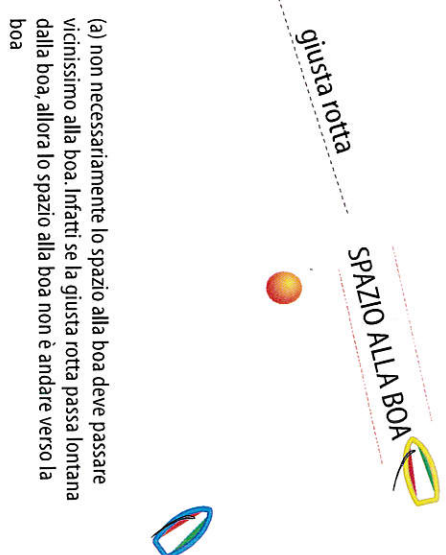 giusta rotta
SPAZIO ALLA BOA
(a) non necessariamente lo spazio alla boa deve passare
vicinissimo alla boa. Infatti se la giusta rotta passa lontana
dalla boa, allora lo spazio alla boa non è andare verso la
boa